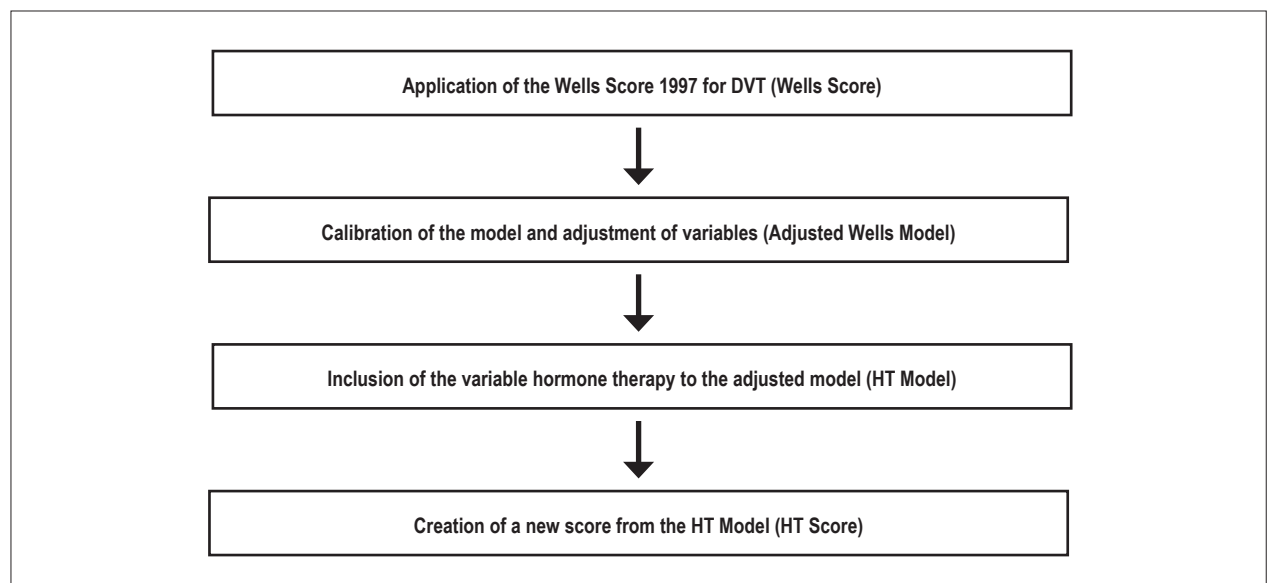 Application of the Wells Score 1997 for DVT (Wells Score)
Calibration of the model and adjustment of variables (Adjusted Wells Model)
Inclusion of the variable hormone therapy to the adjusted model (HT Model)
Creation of a new score from the HT Model (HT Score)